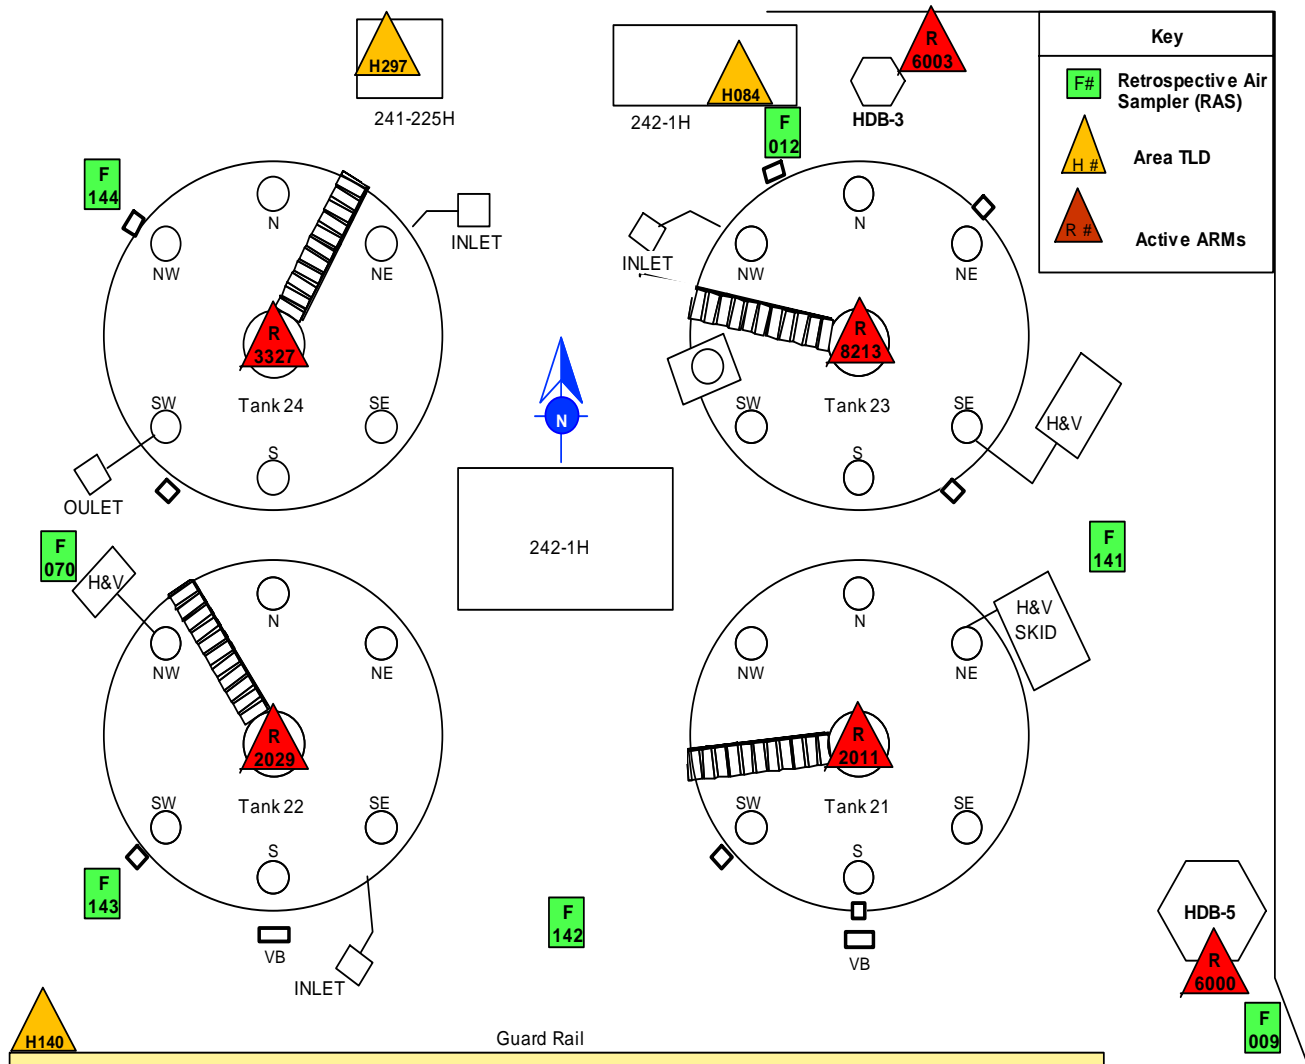 H297
241-225H
H084
242-1H
F
012
R
6003
HDB-3
Key
F#
Retrospective Air
Sampler (RAS)
H #
Area TLD
R #
Active ARMs
F
144
N
NW
NE
INLET
R
3327
Tank 24
SW
SE
S
OULET
N
INLET
NW
NE
R
8213
Tank 23
SW
SE
S
H&V
N
242-1H
F
070
H&V
N
NW
NE
R
2029
Tank 22
SW
SE
S
F
143
VB
INLET
F
142
F
141
H&V
SKID
N
NW
NE
R
2011
Tank 21
SW
SE
S
VB
HDB-5
R
6000
F
009
H140
Guard Rail